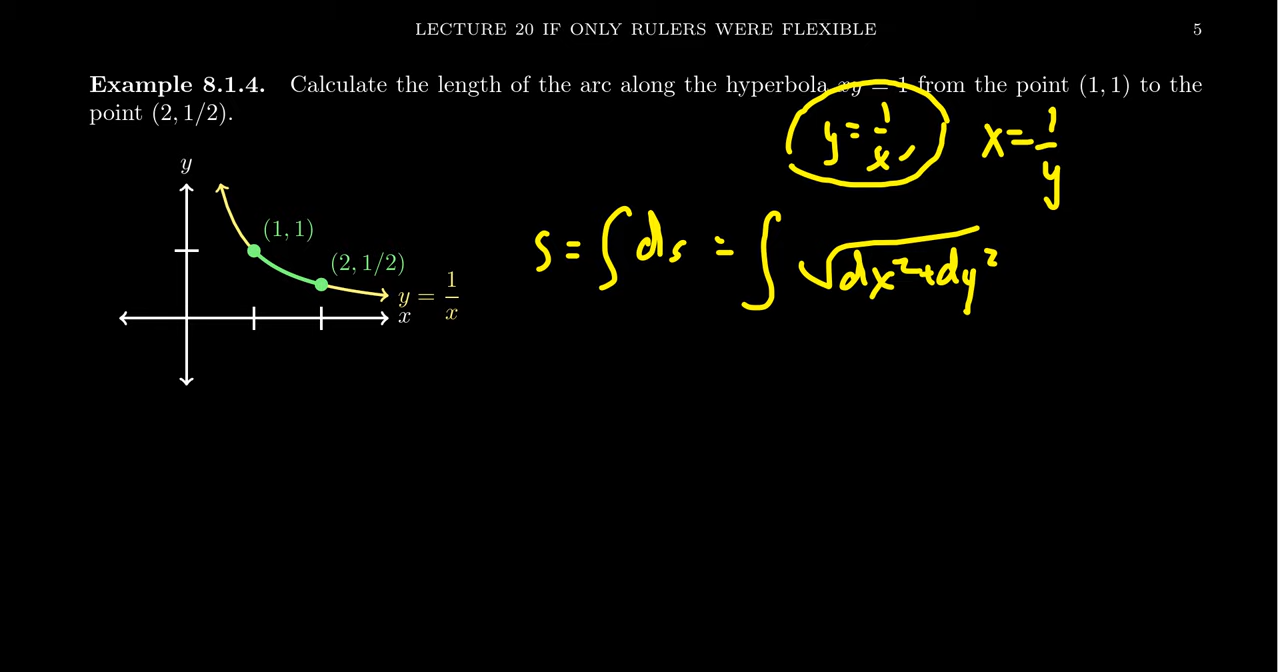 LECTURE 20 IF ONLY RULERS WERE FLEXIBLE 5
Example 8.1.4. Calculate the length of the arc along the hyperbola xy = 1 from the point (1, 1) to the
point (2, 1/2).
y = 1/x, x = 1/y
y
(1, 1)
s = ∫ ds = ∫ √(dx² + dy²)
(2, 1/2)
y = 1/x
x